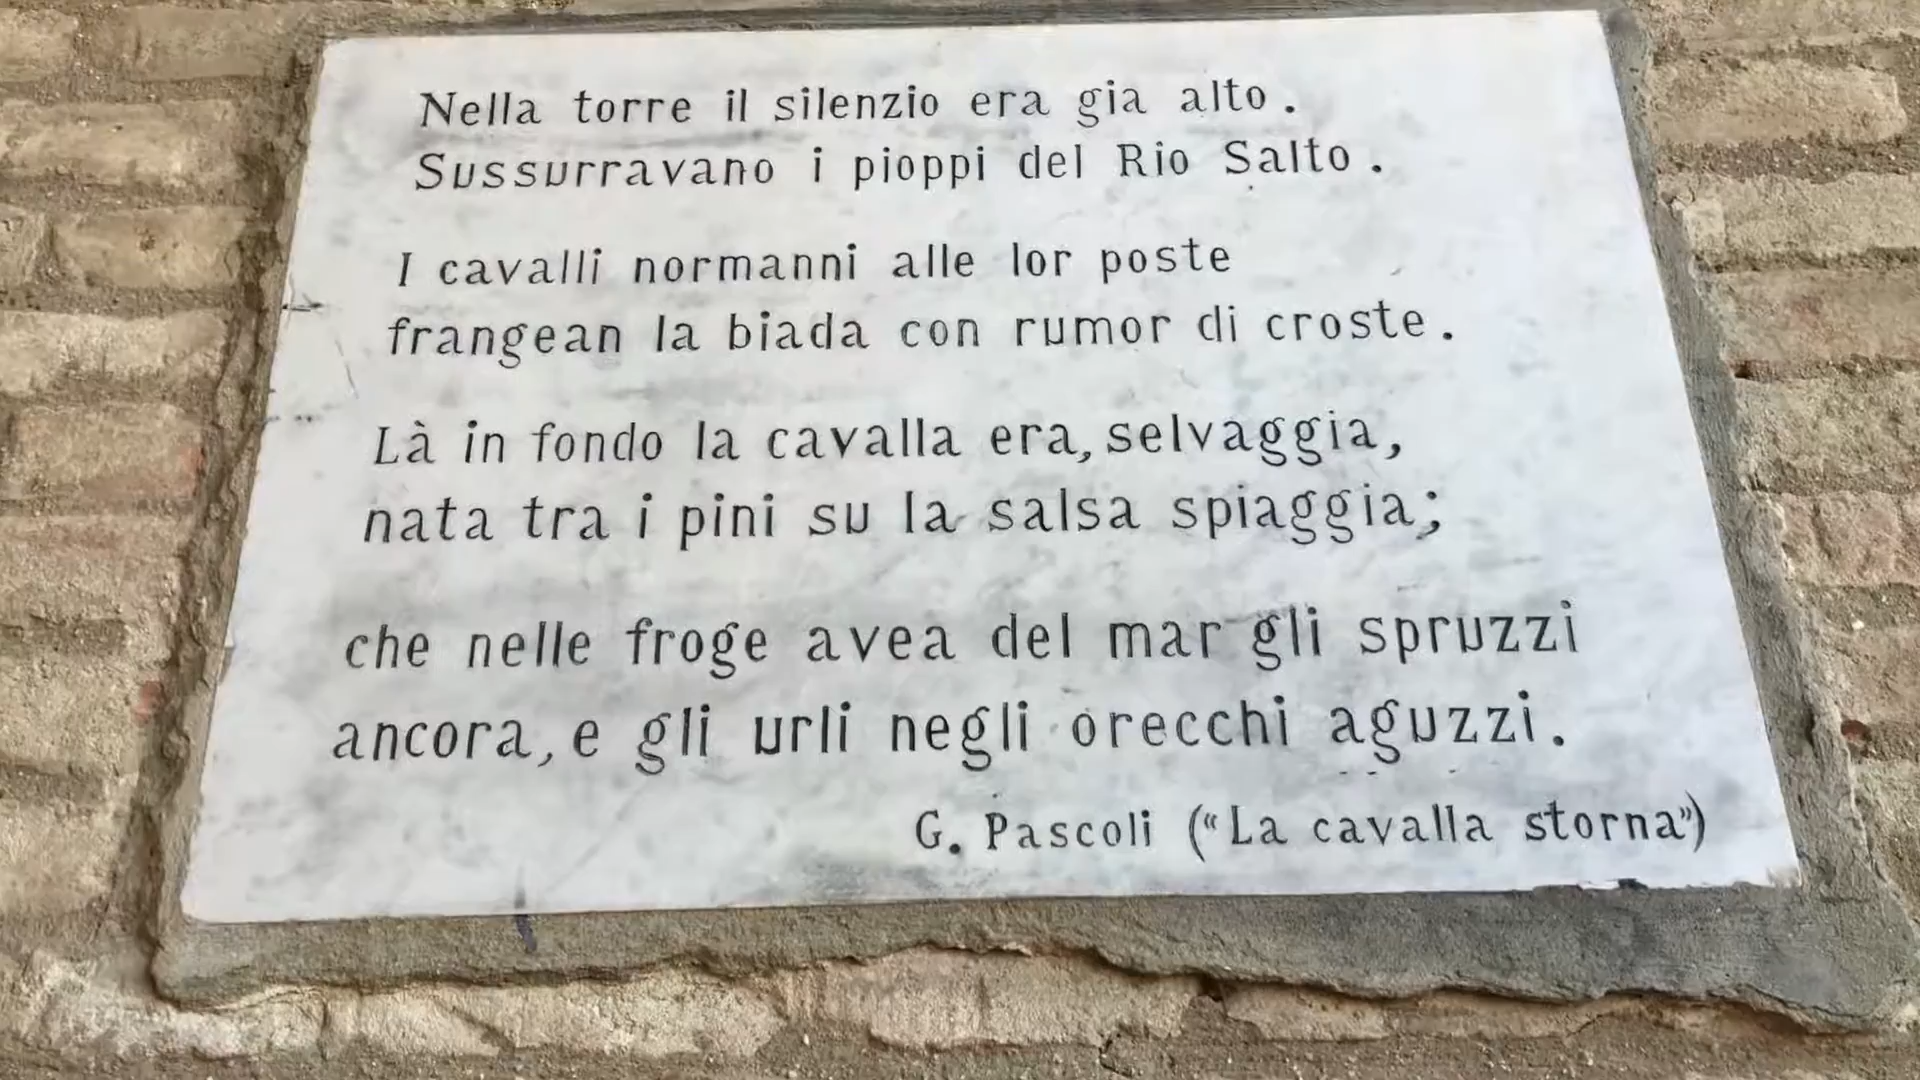 Nella torre il silenzio era gia alto.
Sussurravano i pioppi del Rio Salto.
I cavalli normanni alle lor poste
frangean la biada con rumor di croste.
Là in fondo la cavalla era, selvaggia,
nata tra i pini su la salsa spiaggia;
che nelle froge avea del mar gli spruzzi
ancora, e gli urli negli orecchi aguzzi.
G. Pascoli (“La cavalla storna”)